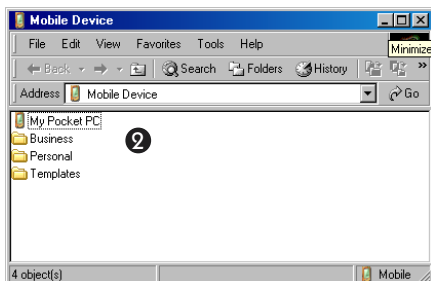 Mobile Device
File Edit View Favorites Tools Help
Minimize
Back Search Folders History »
Address Mobile Device Go
My Pocket PC
2
Business
Personal
Templates
4 object(s) Mobile